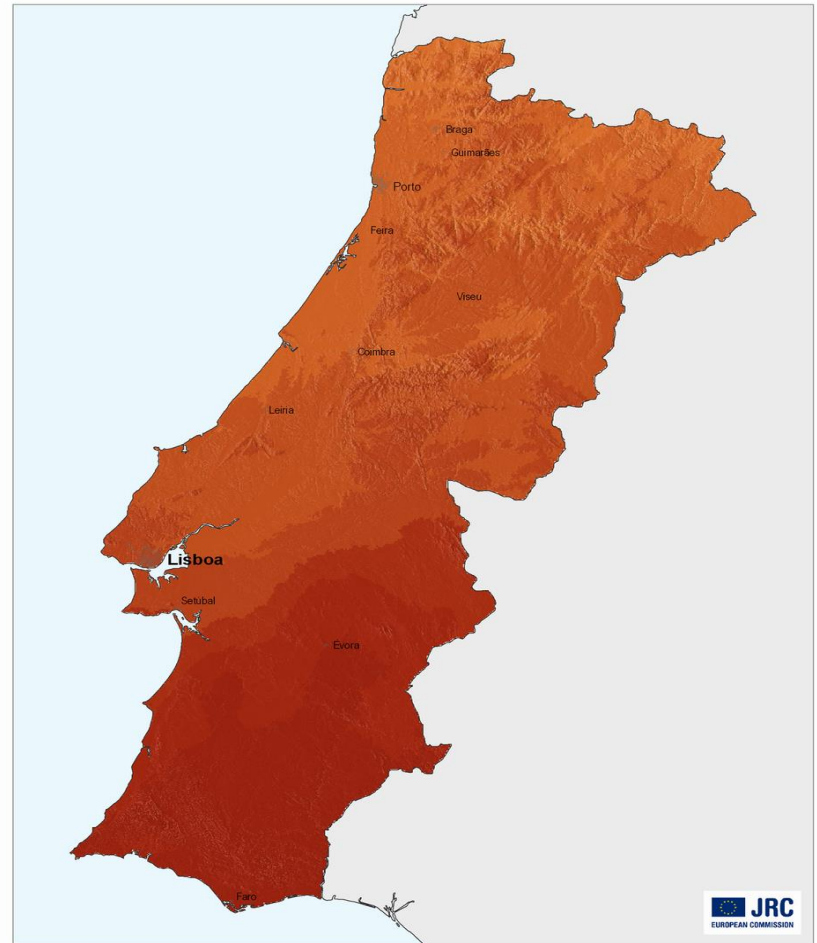 Braga
Guimarães
Porto
Feira
Viseu
Coimbra
Leiria
Lisboa
Setúbal
Evora
Faro
JRC
EUROPEAN COMMISSION